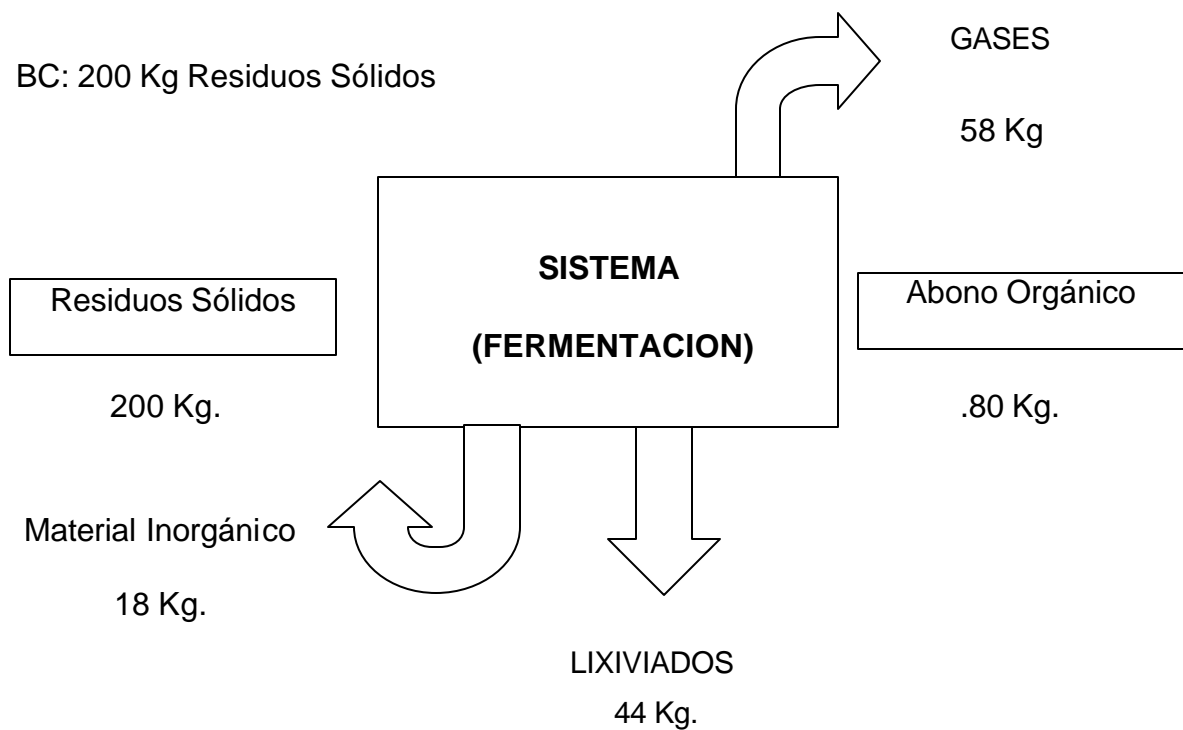 BC: 200 Kg Residuos Sólidos
GASES
58 Kg
SISTEMA
(FERMENTACION)
Residuos Sólidos
200 Kg.
Abono Orgánico
.80 Kg.
Material Inorgánico
18 Kg.
LIXIVIADOS
44 Kg.